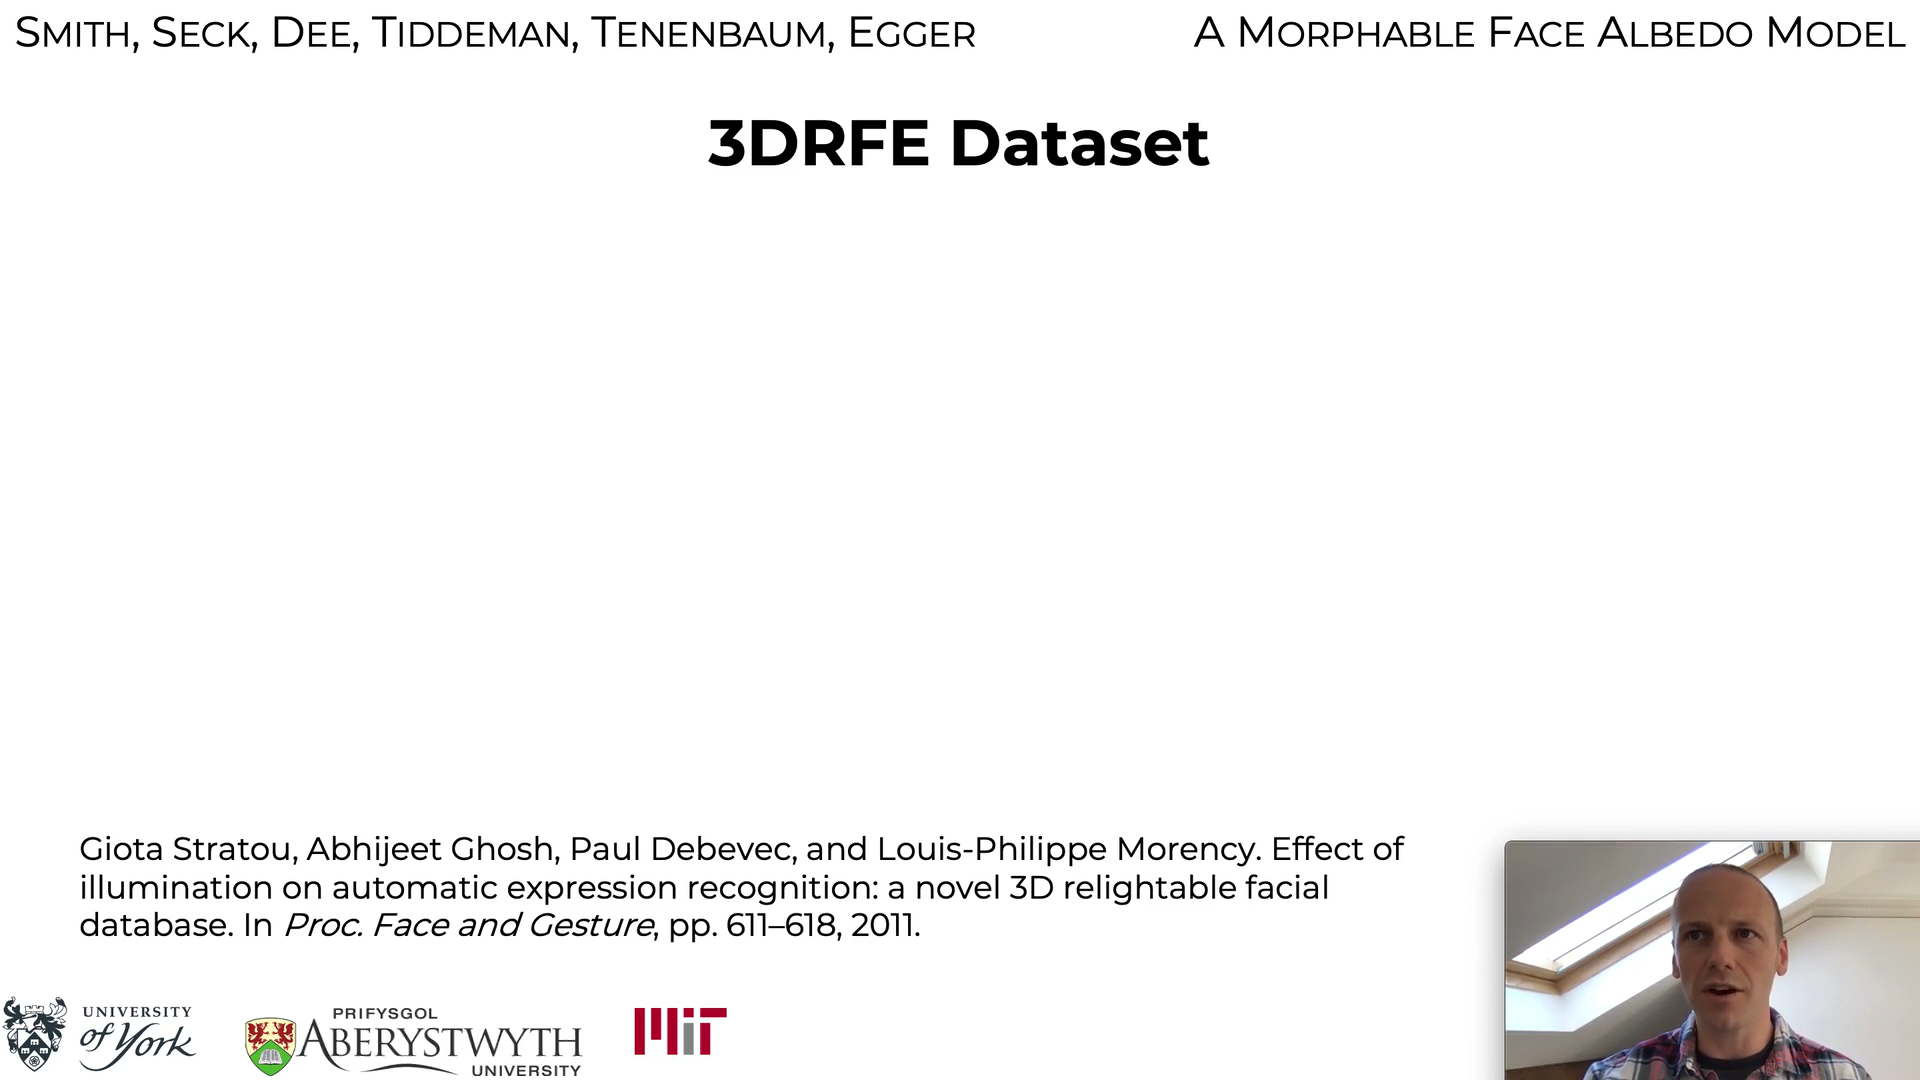 SMITH, SECK, DEE, TIDDEMAN, TENENBAUM, EGGER
A MORPHABLE FACE ALBEDO MODEL
3DRFE Dataset
Giota Stratou, Abhijeet Ghosh, Paul Debevec, and Louis-Philippe Morency. Effect of
illumination on automatic expression recognition: a novel 3D relightable facial
database. In Proc. Face and Gesture, pp. 611–618, 2011.
UNIVERSITY
of York
PRIFYSGOL
ABERYSTWYTH
UNIVERSITY
MIT